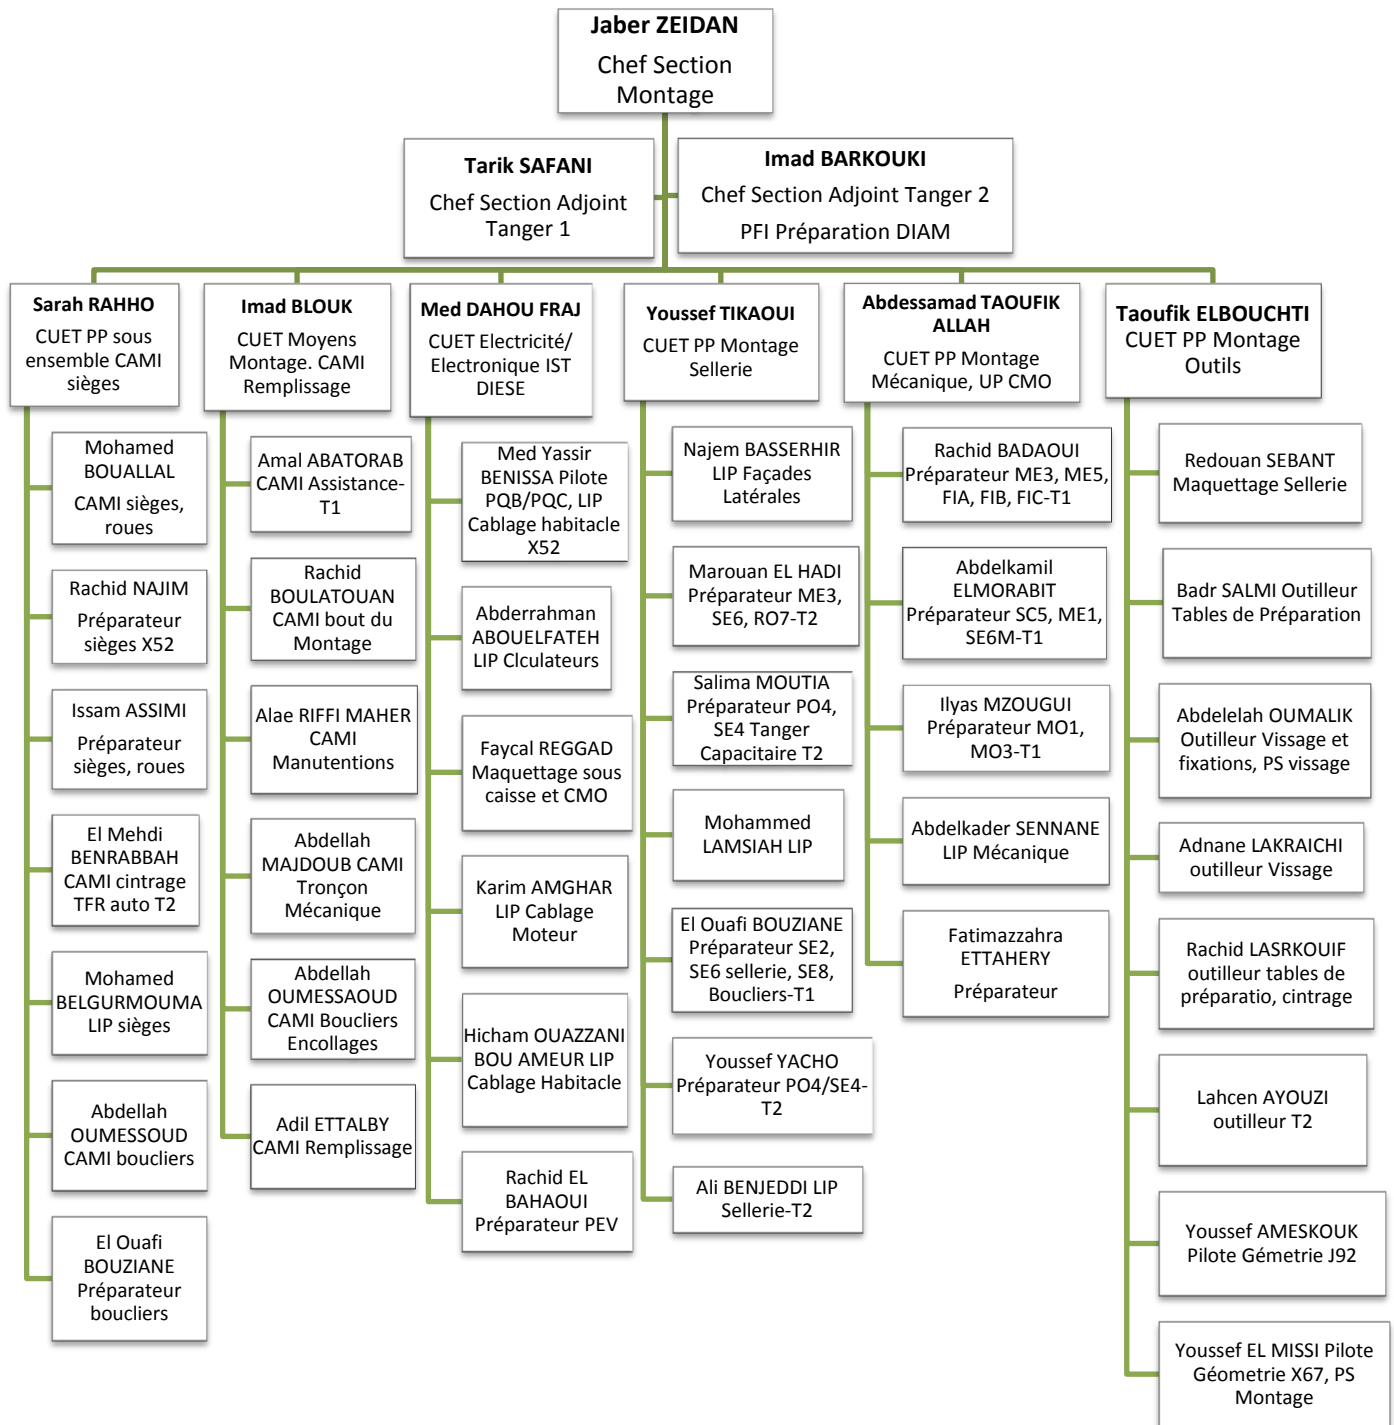 Jaber ZEIDAN
Chef Section
Montage
Tarik SAFANI
Chef Section Adjoint
Tanger 1
Imad BARKOUKI
Chef Section Adjoint Tanger 2
PFI Préparation DIAM
Sarah RAHHO
CUET PP sous
ensemble CAMI
sièges
Mohamed
BOUALLAL
CAMI sièges,
roues
Rachid NAJIM
Préparateur
sièges X52
Issam ASSIMI
Préparateur
sièges, roues
El Mehdi
BENRABBAH
CAMI cintrage
TFR auto T2
Mohamed
BELGURMOUMA
LIP sièges
Abdellah
OUMESSOUD
CAMI boucliers
El Ouafi
BOUZIANE
Préparateur
boucliers
Imad BLOUK
CUET Moyens
Montage. CAMI
Remplissage
Amal ABATORAB
CAMI Assistance-
T1
Rachid
BOULATOUAN
CAMI bout du
Montage
Alae RIFFI MAHER
CAMI
Manutentions
Abdellah
MAJDOUB CAMI
Tronçon
Mécanique
Abdellah
OUMESSAOUD
CAMI Boucliers
Encollages
Adil ETTALBY
CAMI Remplissage
Med DAHOU FRAJ
CUET Electricité/
Electronique IST
DIESE
Med Yassir
BENISSA Pilote
PQB/PQC, LIP
Cablage habitacle
X52
Abderrahman
ABOUELFATEH
LIP Clculateurs
Faycal REGGAD
Maquettage sous
caisse et CMO
Karim AMGHAR
LIP Cablage
Moteur
Hicham OUAZZANI
BOU AMEUR LIP
Cablage Habitacle
Rachid EL
BAHAOUI
Préparateur PEV
Youssef TIKAOUI
CUET PP Montage
Sellerie
Najem BASSERHIR
LIP Façades
Latérales
Marouan EL HADI
Préparateur ME3,
SE6, RO7-T2
Salima MOUTIA
Préparateur PO4,
SE4 Tanger
Capacitaire T2
Mohammed
LAMSIAH LIP
El Ouafi BOUZIANE
Préparateur SE2,
SE6 sellerie, SE8,
Boucliers-T1
Youssef YACHO
Préparateur PO4/SE4-
T2
Ali BENJEDDI LIP
Sellerie-T2
Abdessamad TAOUFIK
ALLAH
CUET PP Montage
Mécanique, UP CMO
Rachid BADAOUI
Préparateur ME3, ME5,
FIA, FIB, FIC-T1
Abdelkamil
ELMORABIT
Préparateur SC5, ME1,
SE6M-T1
Ilyas MZOUGUI
Préparateur MO1,
MO3-T1
Abdelkader SENNANE
LIP Mécanique
Fatimazzahra
ETTAHERY
Préparateur
Taoufik ELBOUCHTI
CUET PP Montage
Outils
Redouan SEBANT
Maquettage Sellerie
Badr SALMI Outilleur
Tables de Préparation
Abdelelah OUMALIK
Outilleur Vissage et
fixations, PS vissage
Adnane LAKRAICHI
outilleur Vissage
Rachid LASRKOUIF
outilleur tables de
préparatio, cintrage
Lahcen AYOUZI
outilleur T2
Youssef AMESKOUK
Pilote Gémetrie J92
Youssef EL MISSI Pilote
Géometrie X67, PS
Montage